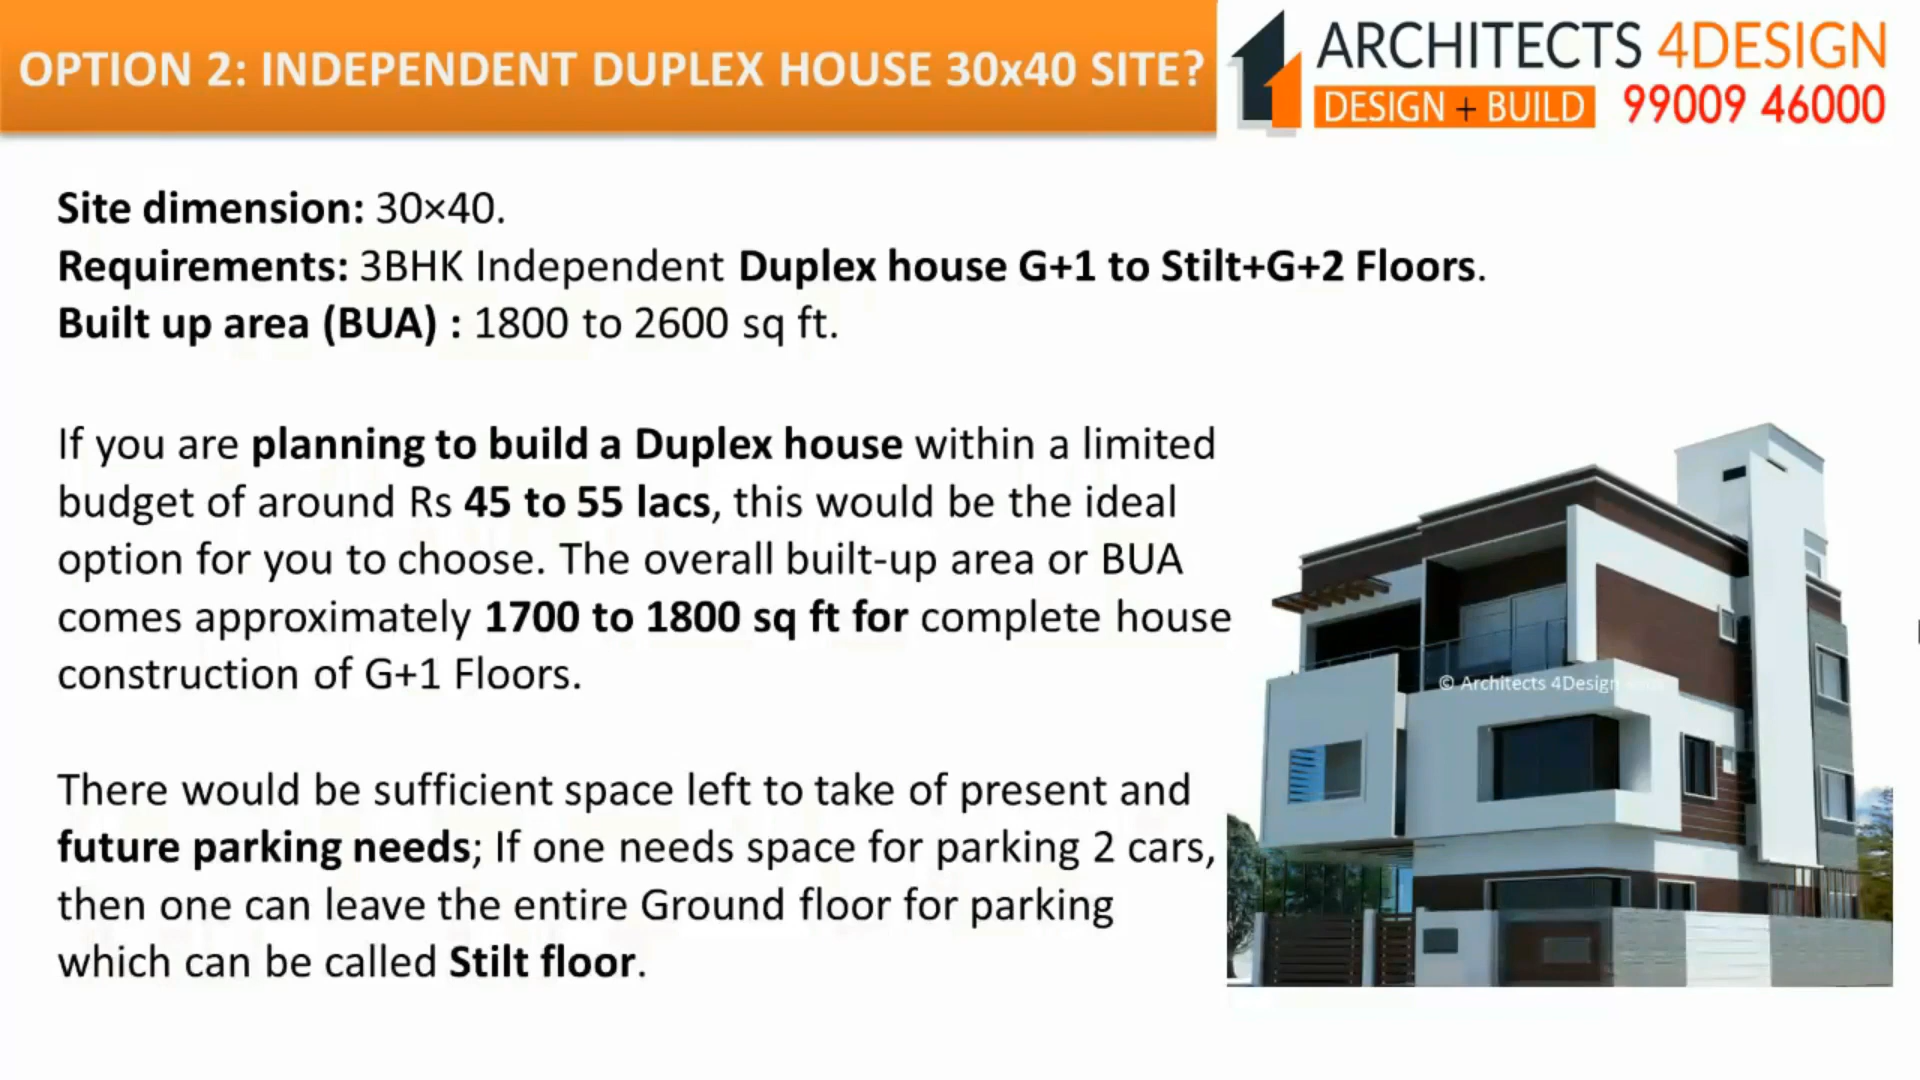 OPTION 2: INDEPENDENT DUPLEX HOUSE 30x40 SITE?
ARCHITECTS 4DESIGN
DESIGN + BUILD 99009 46000
Site dimension: 30×40.
Requirements: 3BHK Independent Duplex house G+1 to Stilt+G+2 Floors.
Built up area (BUA) : 1800 to 2600 sq ft.
If you are planning to build a Duplex house within a limited
budget of around Rs 45 to 55 lacs, this would be the ideal
option for you to choose. The overall built-up area or BUA
comes approximately 1700 to 1800 sq ft for complete house
construction of G+1 Floors.
There would be sufficient space left to take of present and
future parking needs; If one needs space for parking 2 cars,
then one can leave the entire Ground floor for parking
which can be called Stilt floor.
© Architects 4Design